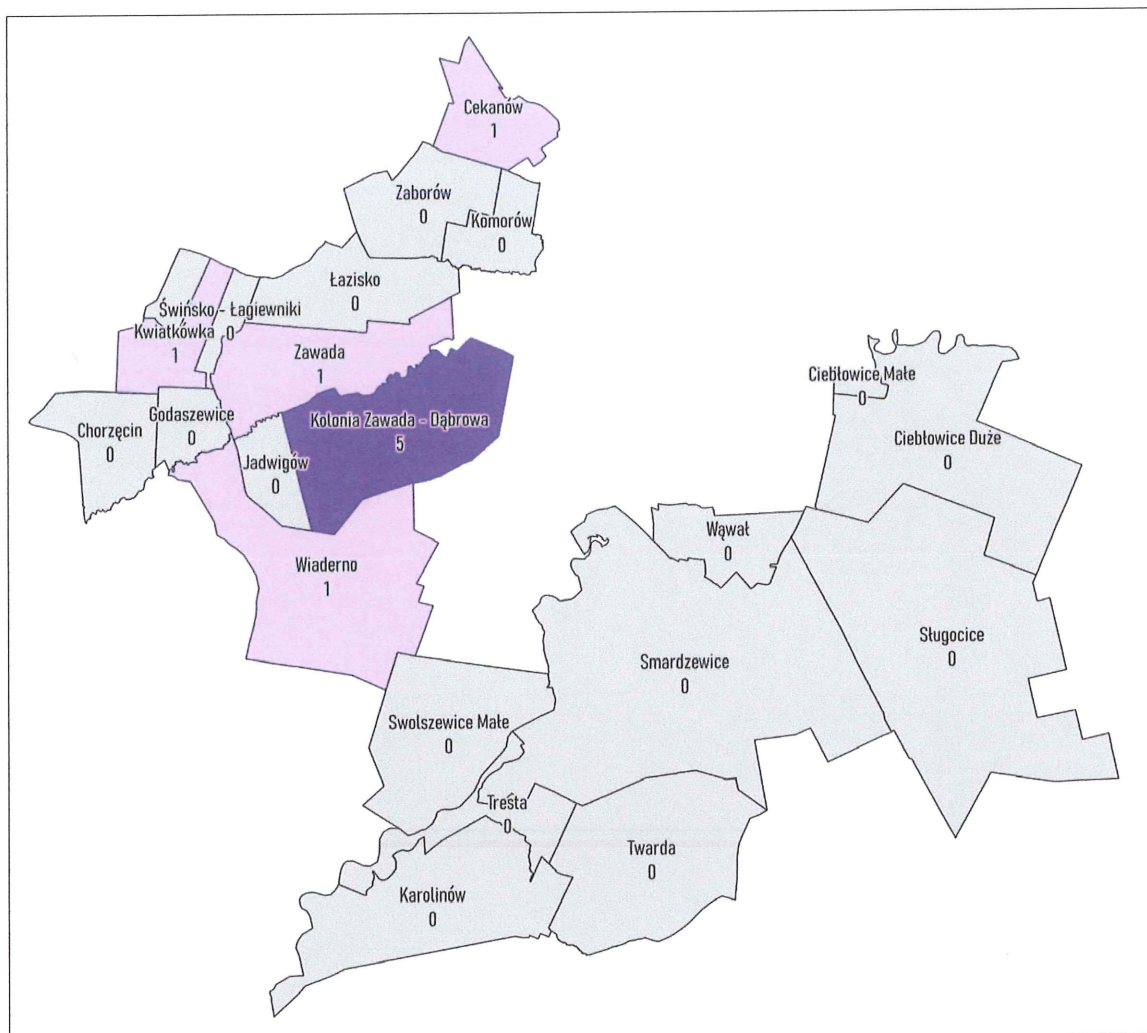 Cekanów
1
Zaborów
0
Komorów
0
Łazisko
0
Świńsko - Łagiewniki
0
Kwiatkówka
1
Zawada
1
Kolonia Zawada - Dąbrowa
5
Chorzęcin
0
Godaszewice
0
Jadwigów
0
Wiaderno
1
Ciebłowice Małe
0
Ciebłowice Duże
0
Wąwał
0
Sługocice
0
Smardzewice
0
Swolszewice Małe
0
Tresta
0
Twarda
0
Karolinów
0